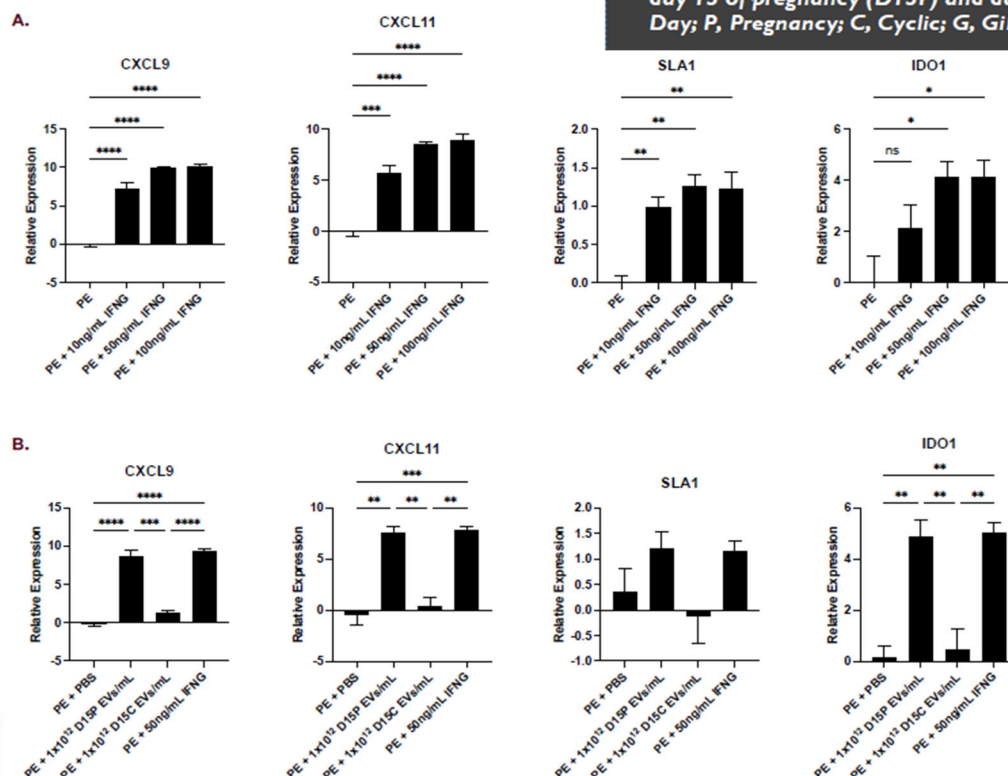 day 15 of pregnancy (D15P) and
Day; P, Pregnancy; C, Cyclic; G,
A.
CXCL9
****
****
****
Relative Expression
15
10
5
0
-5
PE
PE + 10ng/mL IFNG
PE + 50ng/mL IFNG
PE + 100ng/mL IFNG
CXCL11
****
****
***
Relative Expression
10
5
0
-5
PE
PE + 10ng/mL IFNG
PE + 50ng/mL IFNG
PE + 100ng/mL IFNG
SLA1
**
**
**
Relative Expression
2.0
1.5
1.0
0.5
0.0
PE
PE + 10ng/mL IFNG
PE + 50ng/mL IFNG
PE + 100ng/mL IFNG
IDO1
*
*
ns
Relative Expression
6
4
2
0
PE
PE + 10ng/mL IFNG
PE + 50ng/mL IFNG
PE + 100ng/mL IFNG
B.
CXCL9
****
**** *** ****
Relative Expression
15
10
5
0
-5
PE + PBS
PE + 1x10¹² D15P EVs/mL
PE + 1x10¹² D15C EVs/mL
PE + 50ng/mL IFNG
CXCL11
***
** ** **
Relative Expression
10
5
0
-5
PE + PBS
PE + 1x10¹² D15P EVs/mL
PE + 1x10¹² D15C EVs/mL
PE + 50ng/mL IFNG
SLA1
Relative Expression
2.0
1.5
1.0
0.5
0.0
-0.5
-1.0
PE + PBS
PE + 1x10¹² D15P EVs/mL
PE + 1x10¹² D15C EVs/mL
PE + 50ng/mL IFNG
IDO1
**
** ** **
Relative Expression
6
4
2
0
PE + PBS
PE + 1x10¹² D15P EVs/mL
PE + 1x10¹² D15C EVs/mL
PE + 50ng/mL IFNG